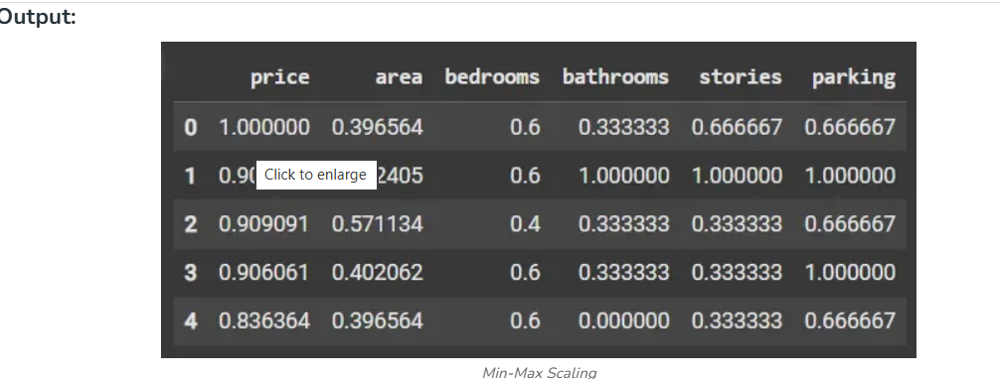 Output:
price area bedrooms bathrooms stories parking
0 1.000000 0.396564 0.6 0.333333 0.666667 0.666667
1 0.90 Click to enlarge 2405 0.6 1.000000 1.000000 1.000000
2 0.909091 0.571134 0.4 0.333333 0.333333 0.666667
3 0.906061 0.402062 0.6 0.333333 0.333333 1.000000
4 0.836364 0.396564 0.6 0.000000 0.333333 0.666667
Min-Max Scaling